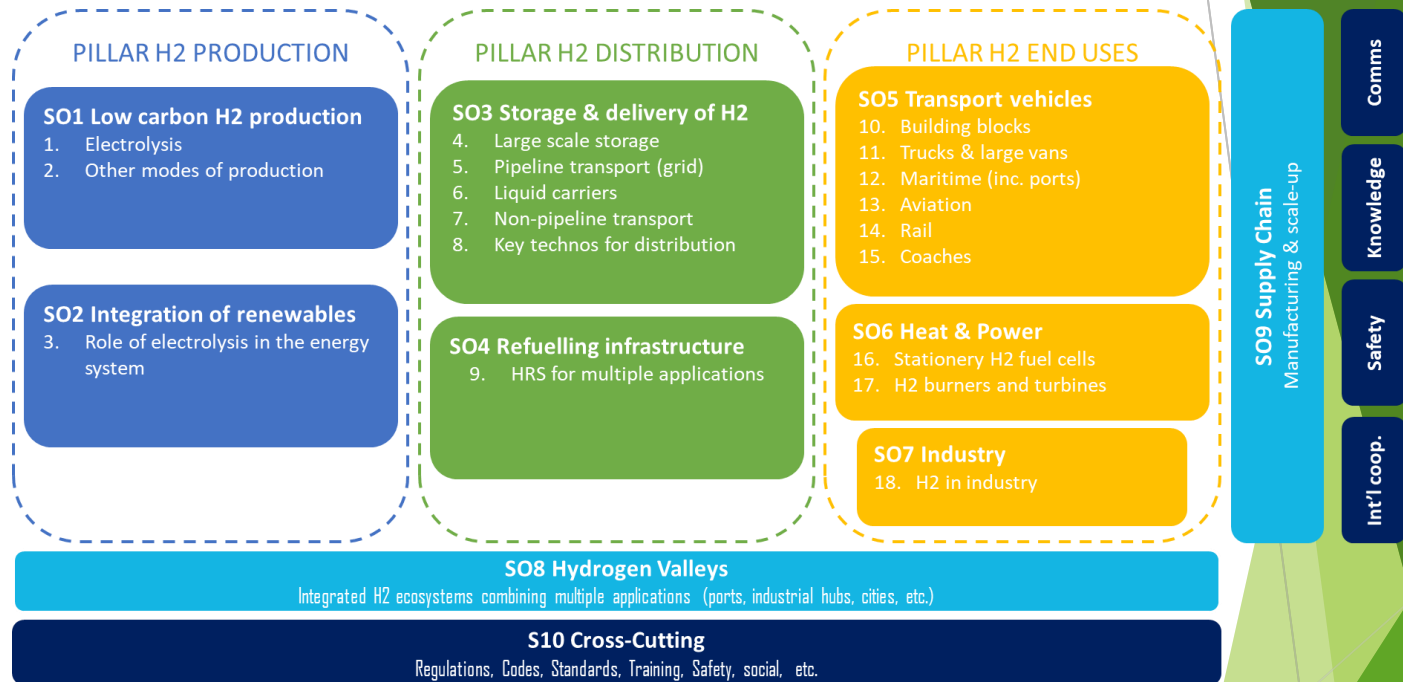 PILLAR H2 PRODUCTION
SO1 Low carbon H2 production
1. Electrolysis
2. Other modes of production
SO2 Integration of renewables
3. Role of electrolysis in the energy
system
PILLAR H2 DISTRIBUTION
SO3 Storage & delivery of H2
4. Large scale storage
5. Pipeline transport (grid)
6. Liquid carriers
7. Non-pipeline transport
8. Key technos for distribution
SO4 Refuelling infrastructure
9. HRS for multiple applications
PILLAR H2 END USES
SO5 Transport vehicles
10. Building blocks
11. Trucks & large vans
12. Maritime (inc. ports)
13. Aviation
14. Rail
15. Coaches
SO6 Heat & Power
16. Stationery H2 fuel cells
17. H2 burners and turbines
SO7 Industry
18. H2 in industry
SO9 Supply Chain
Manufacturing & scale-up
Comms
Knowledge
Safety
Int'l coop.
SO8 Hydrogen Valleys
Integrated H2 ecosystems combining multiple applications (ports, industrial hubs, cities, etc.)
S10 Cross-Cutting
Regulations, Codes, Standards, Training, Safety, social, etc.